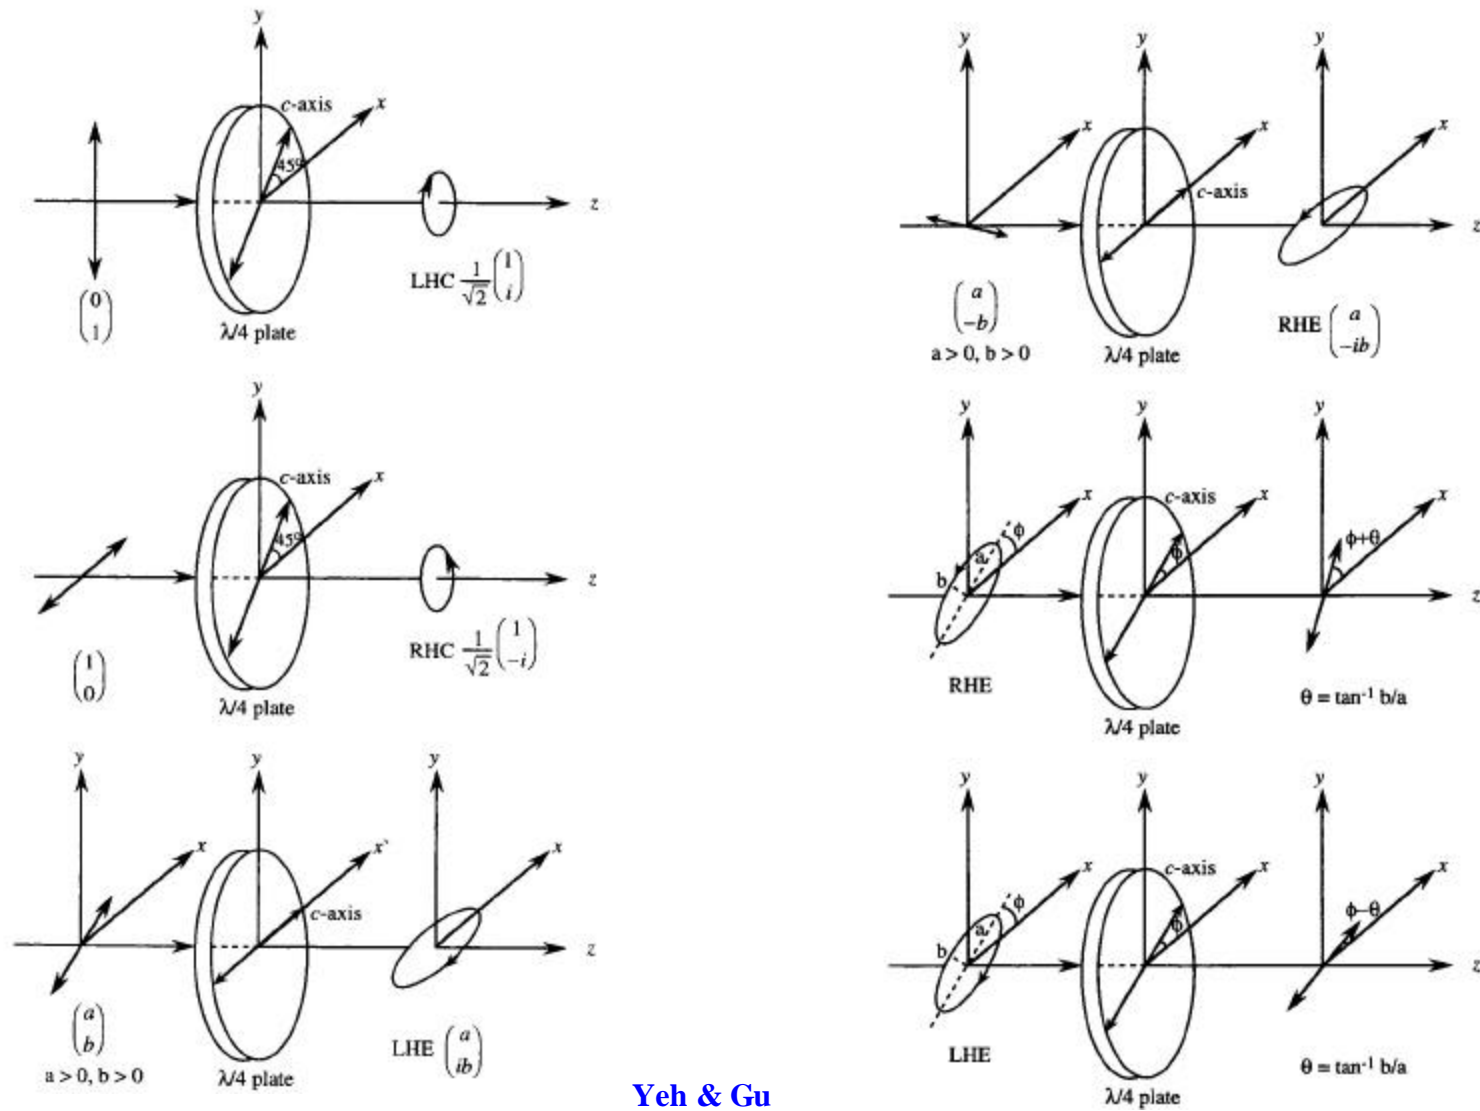 y
c-axis
x
45°
z
(0
1)
λ/4 plate
LHC 1/√2 (1
i)
y
c-axis
x
45°
z
(1
0)
λ/4 plate
RHC 1/√2 (1
-i)
y
y
y
x
x`
x
c-axis
z
(a
b)
a > 0, b > 0
λ/4 plate
LHE (a
ib)
y
y
y
x
x
x
c-axis
z
(a
-b)
a > 0, b > 0
λ/4 plate
RHE (a
-ib)
y
y
y
x
c-axis
x
x
ϕ
a
b
ϕ
ϕ+θ
z
RHE
λ/4 plate
θ = tan-1 b/a
y
y
y
x
c-axis
x
x
ϕ
a
b
ϕ
ϕ-θ
z
LHE
λ/4 plate
θ = tan-1 b/a
Yeh & Gu